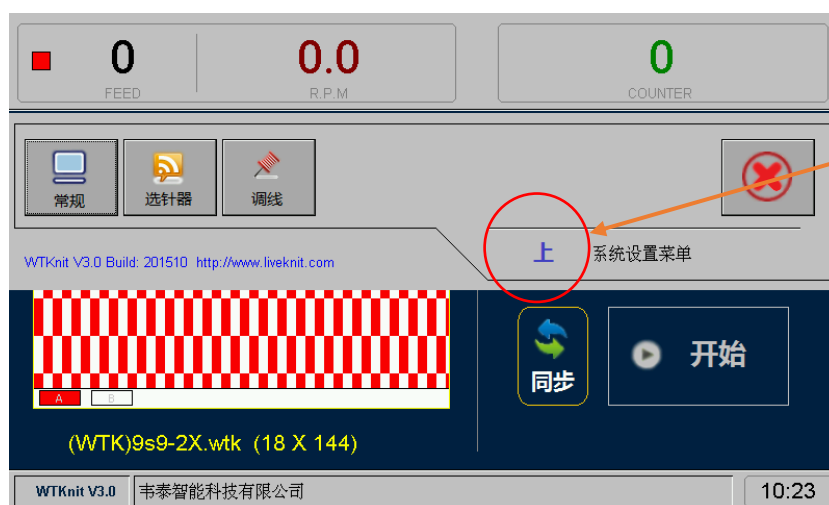 0
FEED
0.0
R.P.M
0
COUNTER
常规
选针器
调线
上
系统设置菜单
WTKnit V3.0 Build: 201510 http://www.liveknit.com
A
B
同步
开始
(WTK)9s9-2X.wtk (18 X 144)
WTKnit V3.0
韦泰智能科技有限公司
10:23